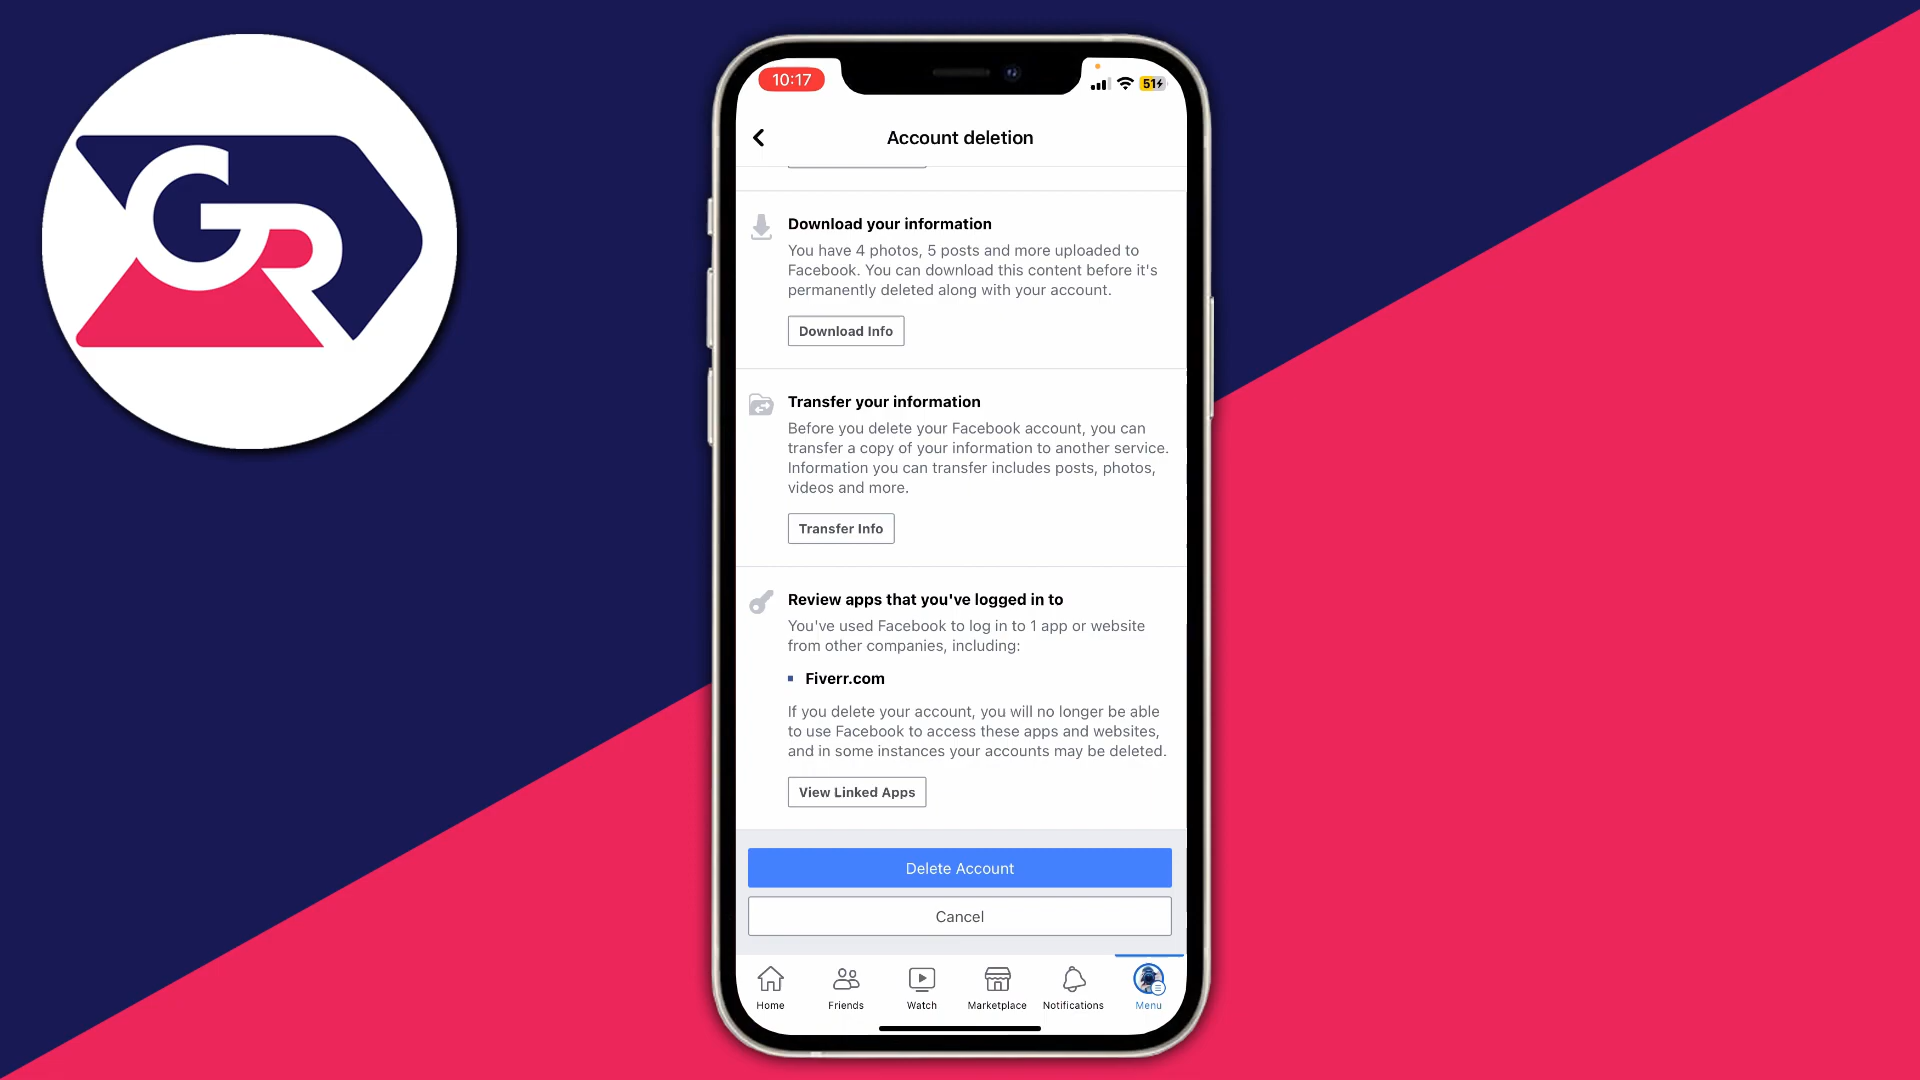 GR
10:17
51
Account deletion
Download your information
You have 4 photos, 5 posts and more uploaded to
Facebook. You can download this content before it's
permanently deleted along with your account.
Download Info
Transfer your information
Before you delete your Facebook account, you can
transfer a copy of your information to another service.
Information you can transfer includes posts, photos,
videos and more.
Transfer Info
Review apps that you've logged in to
You've used Facebook to log in to 1 app or website
from other companies, including:
Fiverr.com
If you delete your account, you will no longer be able
to use Facebook to access these apps and websites,
and in some instances your accounts may be deleted.
View Linked Apps
Delete Account
Cancel
Home Friends Watch Marketplace Notifications Menu